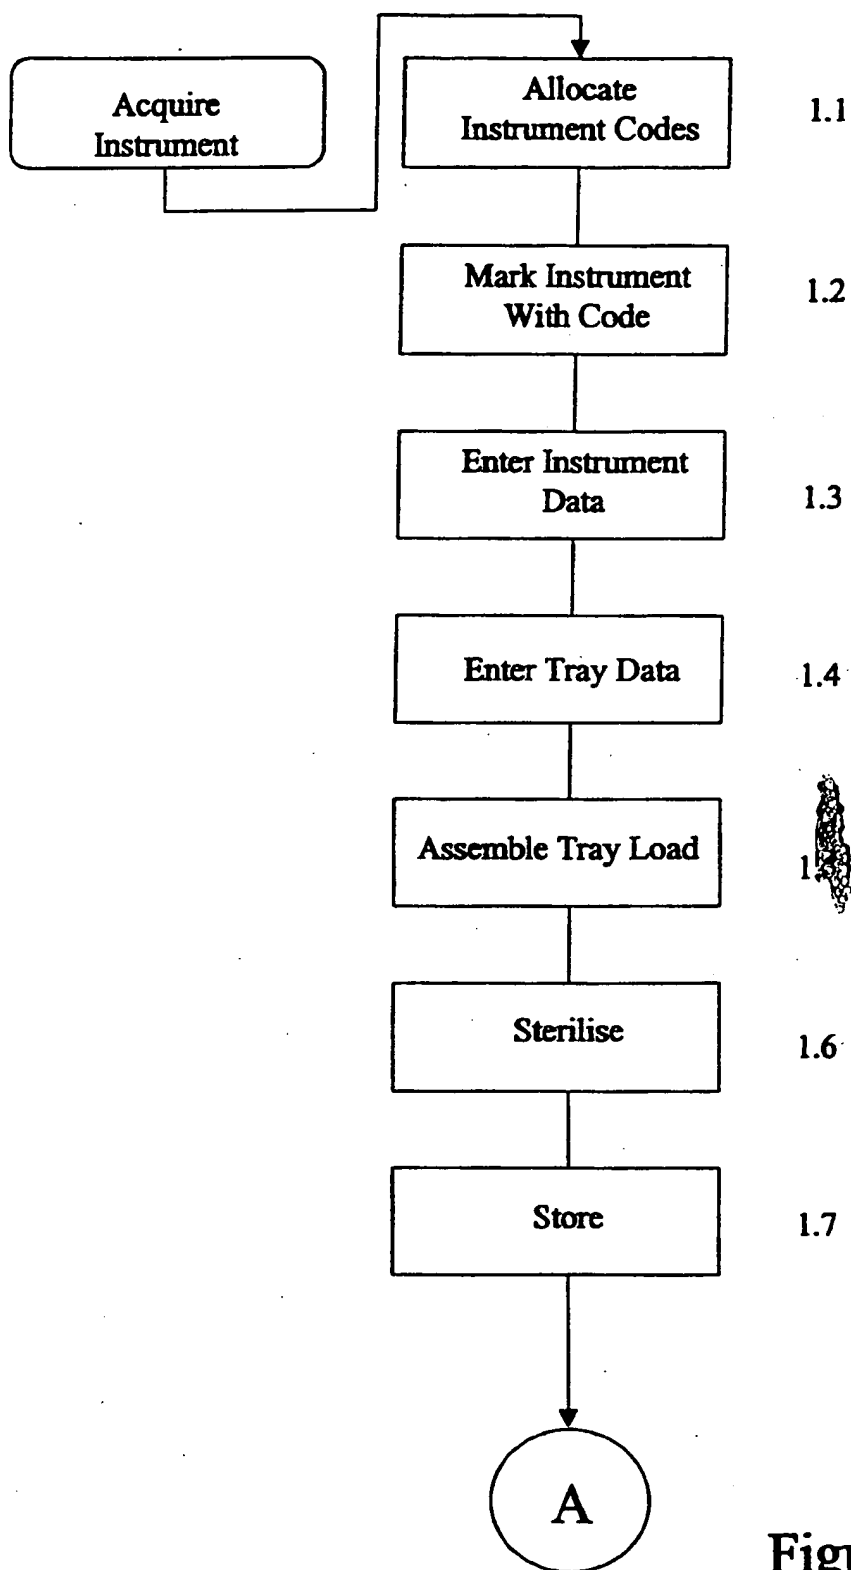 Acquire
Instrument
Allocate
Instrument Codes
1.1
Mark Instrument
With Code
1.2
Enter Instrument
Data
1.3
Enter Tray Data
1.4
Assemble Tray Load
Sterilise
1.6
Store
1.7
A